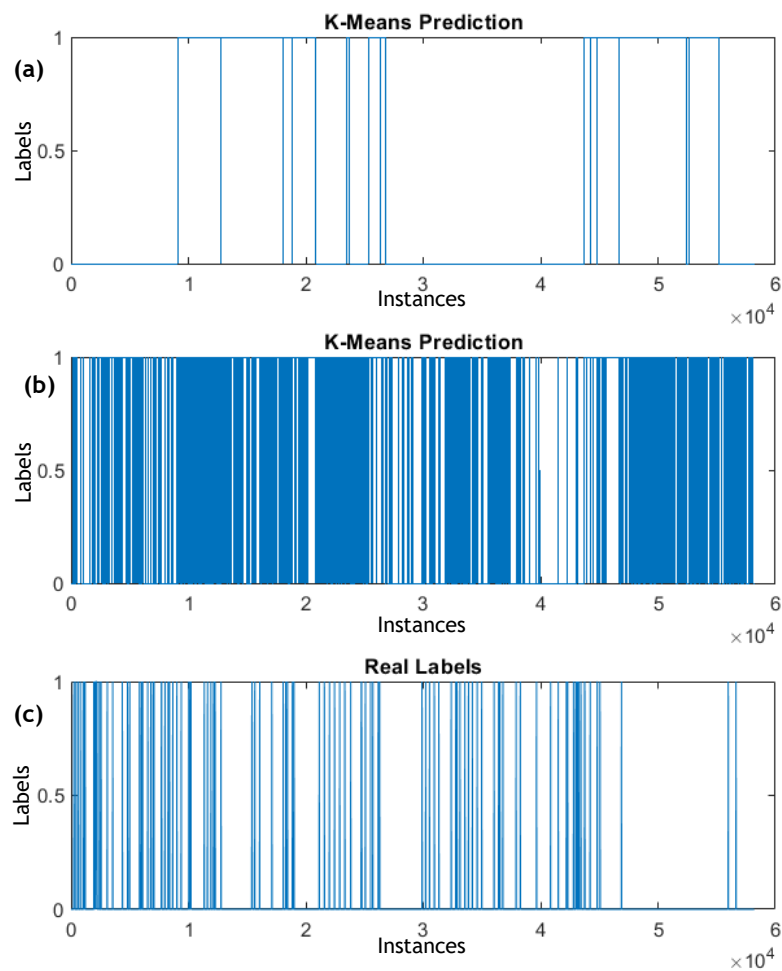 K-Means Prediction
(a)
Labels
1
0.5
0
0 1 2 3 4 5 6
Instances
×10^4
K-Means Prediction
(b)
Labels
1
0.5
0
0 1 2 3 4 5 6
Instances
×10^4
Real Labels
(c)
Labels
1
0.5
0
0 1 2 3 4 5 6
Instances
×10^4